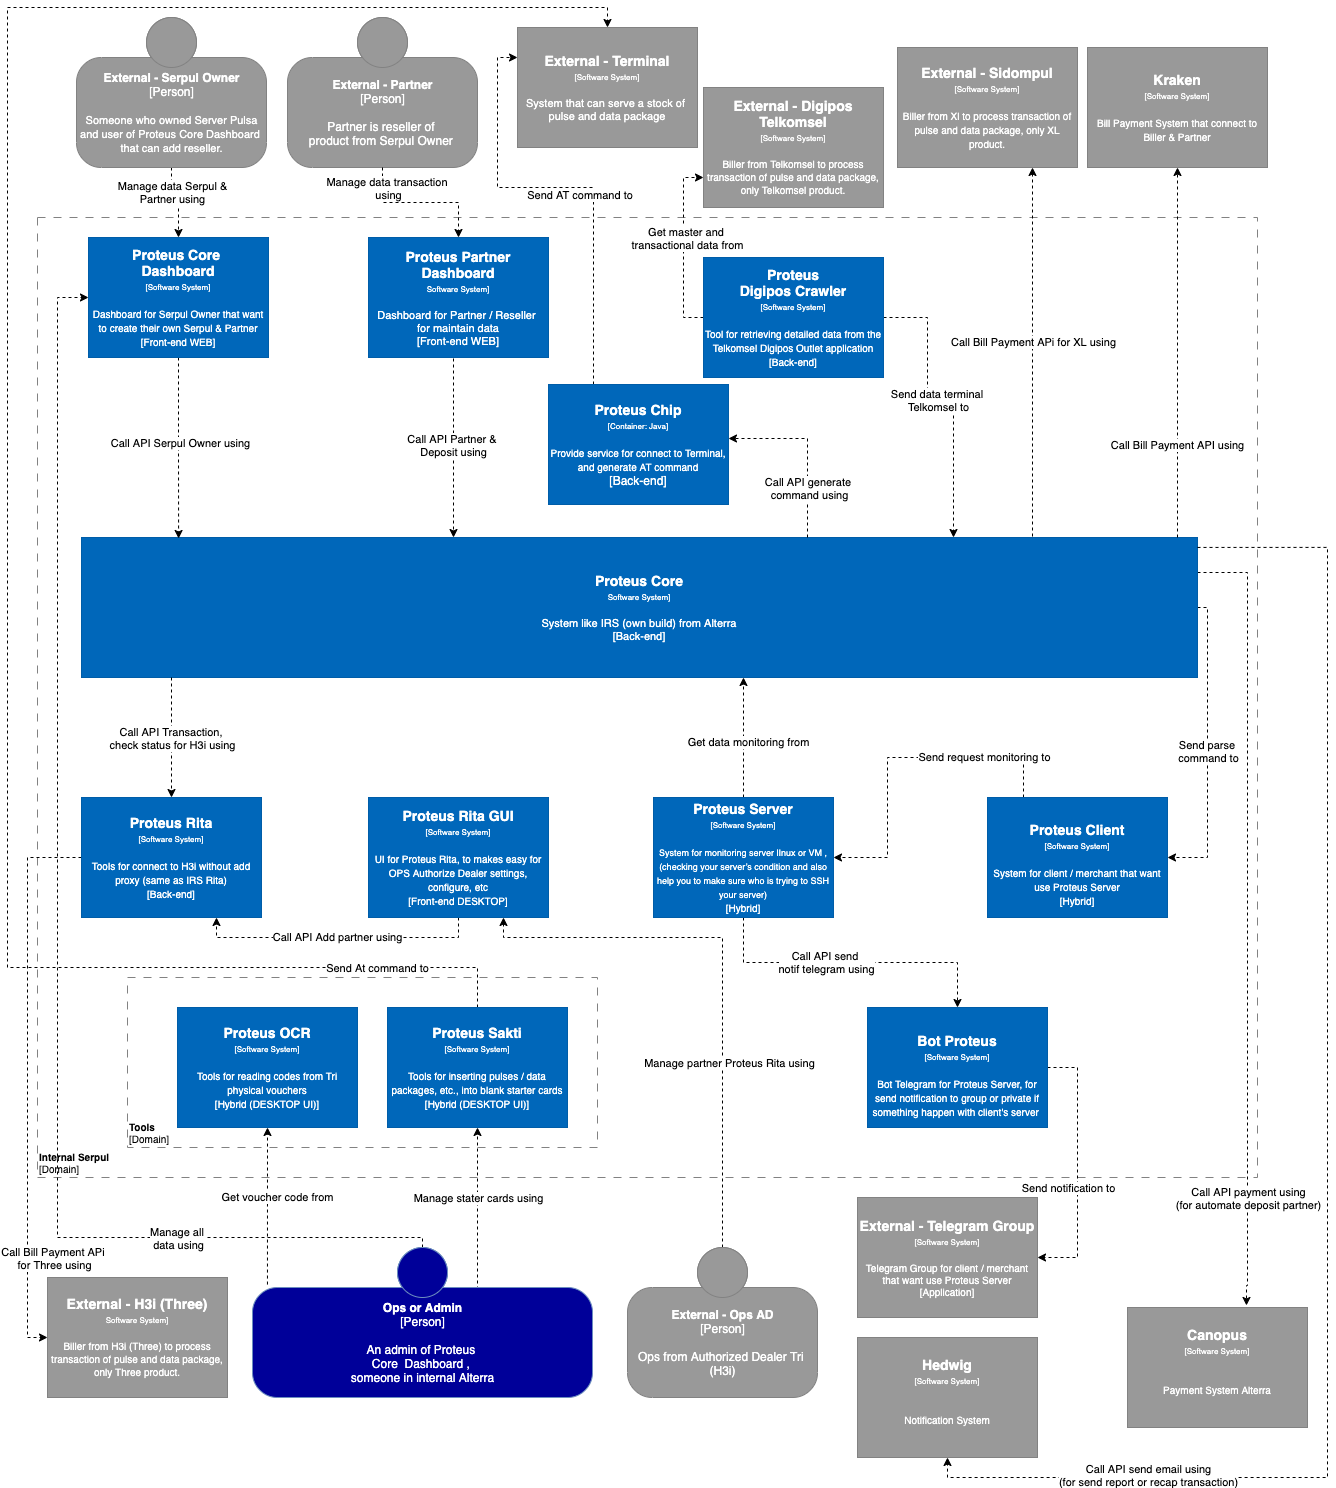 External - Serpul Owner
[Person]
Someone who owned Server Pulsa
and user of Proteus Core Dashboard
that can add reseller.
External - Partner
[Person]
Partner is reseller of
product from Serpul Owner
External - Terminal
[Software System]
System that can serve a stock of
pulse and data package
External - Digipos
Telkomsel
[Software System]
Biller from Telkomsel to process
transaction of pulse and data package,
only Telkomsel product.
External - Sidompul
[Software System]
Biller from Xl to process transaction of
pulse and data package, only XL
product.
Kraken
[Software System]
Bill Payment System that connect to
Biller & Partner
Manage data Serpul &
Partner using
Manage data transaction
using
Send AT command to
Get master and
transactional data from
Proteus Core
Dashboard
[Software System]
Dashboard for Serpul Owner that want
to create their own Serpul & Partner
[Front-end WEB]
Proteus Partner
Dashboard
Software System]
Dashboard for Partner / Reseller
for maintain data
[Front-end WEB]
Proteus
Digipos Crawler
[Software System]
Tool for retrieving detailed data from the
Telkomsel Digipos Outlet application
[Back-end]
Call Bill Payment APi for XL using
Send data terminal
Telkomsel to
Proteus Chip
[Container: Java]
Provide service for connect to Terminal,
and generate AT command
[Back-end]
Call API Serpul Owner using
Call API Partner &
Deposit using
Call Bill Payment API using
Call API generate
command using
Proteus Core
Software System]
System like IRS (own build) from Alterra
[Back-end]
Call API Transaction,
check status for H3i using
Get data monitoring from
Send request monitoring to
Send parse
command to
Proteus Rita
[Software System]
Tools for connect to H3i without add
proxy (same as IRS Rita)
[Back-end]
Proteus Rita GUI
[Software System]
UI for Proteus Rita, to makes easy for
OPS Authorize Dealer settings,
configure, etc
[Front-end DESKTOP]
Proteus Server
[Software System]
System for monitoring server linux or VM ,
(checking your server's condition and also
help you to make sure who is trying to SSH
your server)
[Hybrid]
Proteus Client
[Software System]
System for client / merchant that want
use Proteus Server
[Hybrid]
Call API Add partner using
Call API send
notif telegram using
Send At command to
Proteus OCR
[Software System]
Tools for reading codes from Tri
physical vouchers
[Hybrid (DESKTOP UI)]
Proteus Sakti
[Software System]
Tools for inserting pulses / data
packages, etc., into blank starter cards
[Hybrid (DESKTOP UI)]
Manage partner Proteus Rita using
Bot Proteus
[Software System]
Bot Telegram for Proteus Server, for
send notification to group or private if
something happen with client's server
Tools
[Domain]
Internal Serpul
[Domain]
Get voucher code from
Manage stater cards using
Send notification to
Call API payment using
(for automate deposit partner)
Manage all
data using
Call Bill Payment APi
for Three using
External - Telegram Group
[Software System]
Telegram Group for client / merchant
that want use Proteus Server
[Application]
External - H3i (Three)
Software System]
Biller from H3i (Three) to process
transaction of pulse and data package,
only Three product.
Ops or Admin
[Person]
An admin of Proteus
Core Dashboard ,
someone in internal Alterra
External - Ops AD
[Person]
Ops from Authorized Dealer Tri
(H3i)
Hedwig
[Software System]
Notification System
Canopus
[Software System]
Payment System Alterra
Call API send email using
(for send report or recap transaction)